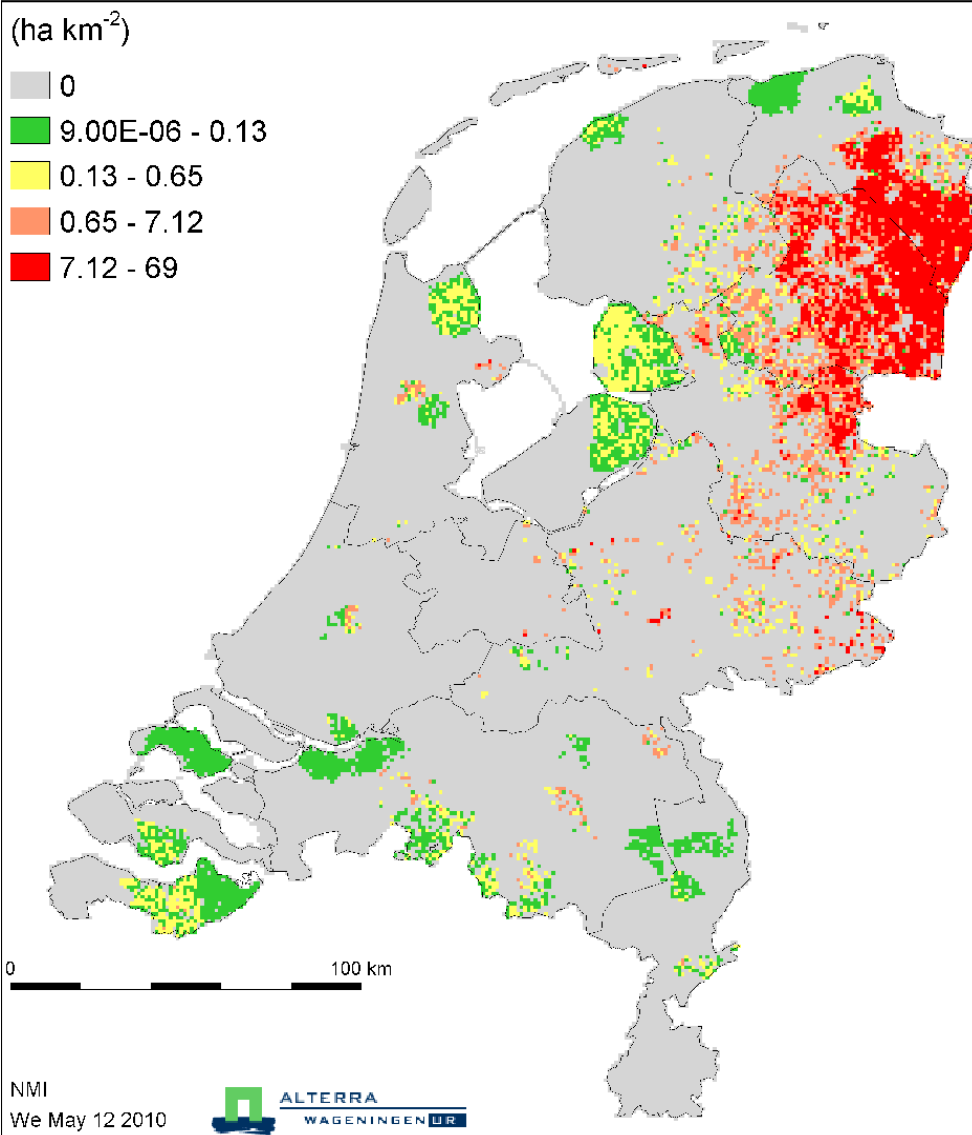 (ha km-2)
0
9.00E-06 - 0.13
0.13 - 0.65
0.65 - 7.12
7.12 - 69
0 100 km
NMI
We May 12 2010
ALTERRA
WAGENINGEN UR